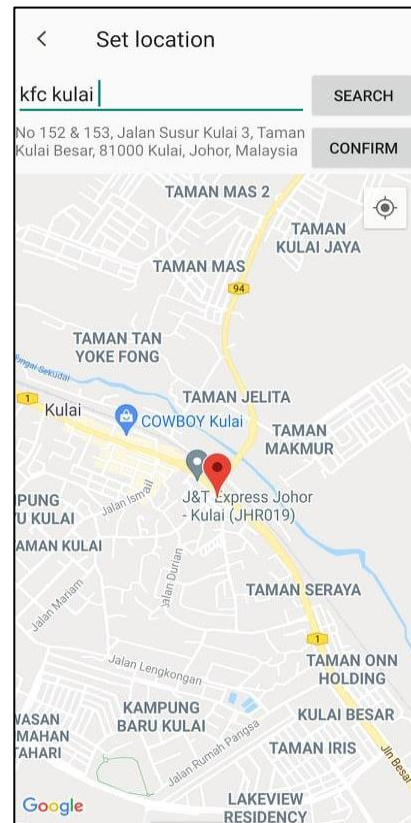 Set location
kfc kulai
SEARCH
No 152 & 153, Jalan Susur Kulai 3, Taman
Kulai Besar, 81000 Kulai, Johor, Malaysia
CONFIRM
TAMAN MAS 2
TAMAN
KULAI JAYA
TAMAN MAS
94
TAMAN TAN
YOKE FONG
ungai Sekudai
1
Kulai
TAMAN JELITA
COWBOY Kulai
TAMAN
MAKMUR
J&T Express Johor
- Kulai (JHR019)
Jalan Ismail
IPUNG
'U KULAI
AMAN KULAI
Jalan Durian
Jalan Mariam
TAMAN SERAYA
1
Jalan Lengkongan
TAMAN ONN
HOLDING
KAMPUNG
BARU KULAI
KULAI BESAR
WASAN
MAHAN
TAHARI
Jalan Rumah Pangsa
TAMAN IRIS
Jln Besar
Google
LAKEVIEW
RESIDENCY